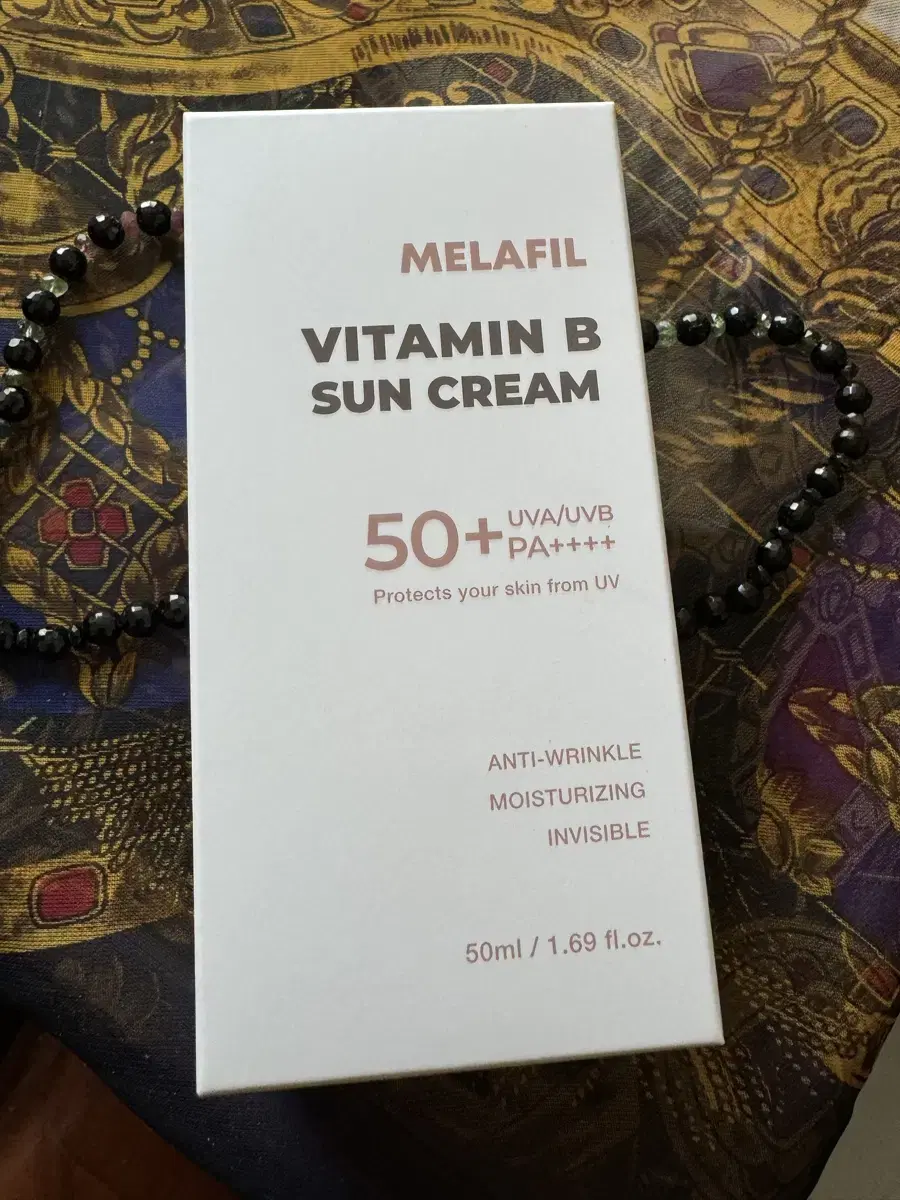 MELAFIL
VITAMIN B
SUN CREAM
50+ UVA/UVB
PA++++
Protects your skin from UV
ANTI-WRINKLE
MOISTURIZING
INVISIBLE
50ml / 1.69 fl.oz.